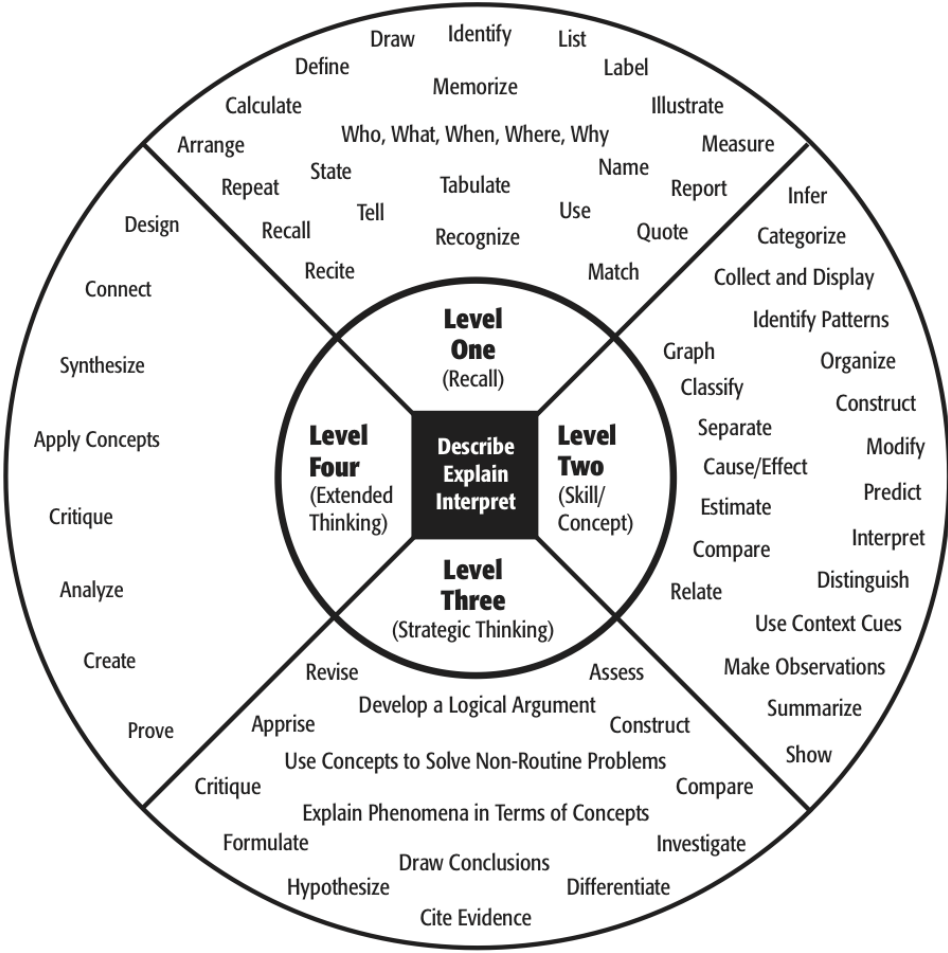 Draw
Identify
List
Define
Label
Memorize
Calculate
Illustrate
Who, What, When, Where, Why
Arrange
Measure
State
Name
Repeat
Tabulate
Report
Tell
Use
Recall
Recognize
Quote
Recite
Match
Level
One
(Recall)
Infer
Categorize
Collect and Display
Identify Patterns
Graph
Organize
Classify
Construct
Separate
Modify
Cause/Effect
Predict
Estimate
Interpret
Compare
Distinguish
Relate
Use Context Cues
Make Observations
Summarize
Show
Level
Two
(Skill/
Concept)
Describe
Explain
Interpret
Level
Three
(Strategic Thinking)
Revise
Assess
Develop a Logical Argument
Apprise
Construct
Use Concepts to Solve Non-Routine Problems
Critique
Compare
Explain Phenomena in Terms of Concepts
Formulate
Investigate
Draw Conclusions
Hypothesize
Differentiate
Cite Evidence
Level
Four
(Extended
Thinking)
Design
Connect
Synthesize
Apply Concepts
Critique
Analyze
Create
Prove